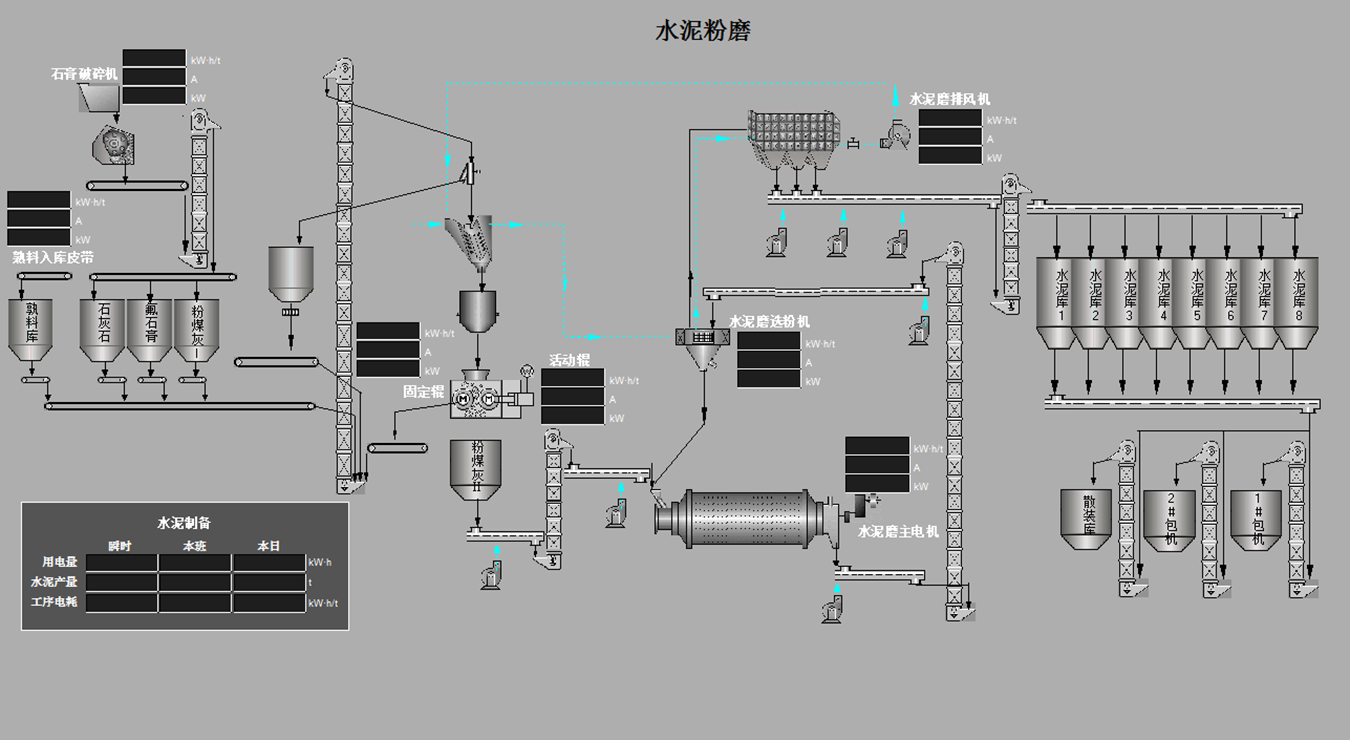 水泥粉磨
石膏破碎机
kW·h/t
A
kW
水泥磨排风机
kW·h/t
A
kW
kW·h/t
A
kW
熟料入库皮带
熟料库
石灰石
氟石膏
粉煤灰I
水泥库1
水泥库2
水泥库3
水泥库4
水泥库5
水泥库6
水泥库7
水泥库8
水泥磨选粉机
kW·h/t
A
kW
kW·h/t
A
kW
固定辊
活动辊
kW·h/t
A
kW
W
M
M
粉煤灰II
kW·h/t
A
kW
水泥磨主电机
散装库
2#包机
1#包机
水泥制备
瞬时 本班 本日
用电量 kW·h
水泥产量 t
工序电耗 kW·h/t